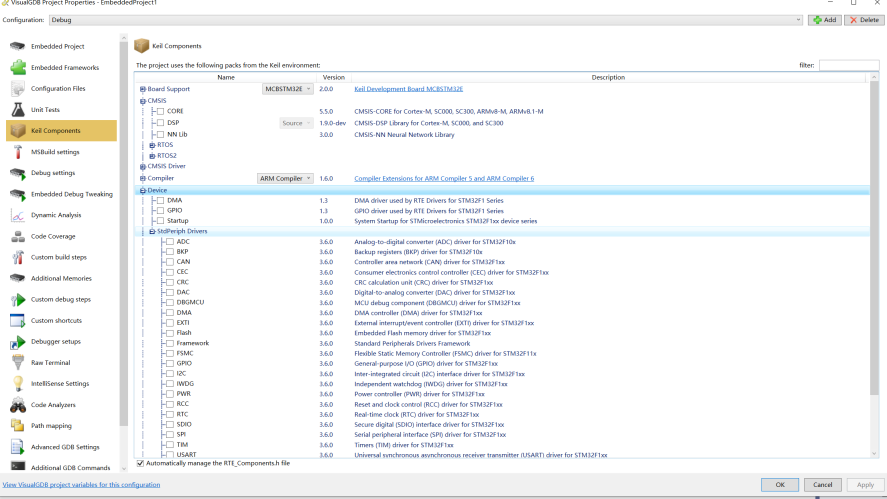 VisualGDB Project Properties - EmbeddedProject1
Configuration: Debug Add Delete
Embedded Project
Embedded Frameworks
Configuration Files
Unit Tests
Keil Components
MSBuild settings
Debug settings
Embedded Debug Tweaking
Dynamic Analysis
Code Coverage
Custom build steps
Additional Memories
Custom debug steps
Custom shortcuts
Debugger setups
Raw Terminal
IntelliSense Settings
Code Analyzers
Path mapping
Advanced GDB Settings
Additional GDB Commands
Keil Components
The project uses the following packs from the Keil environment: filter:
Name Version Description
Board Support MCBSTM32E 2.0.0 Keil Development Board MCBSTM32E
CMSIS
CORE 5.5.0 CMSIS-CORE for Cortex-M, SC000, SC300, ARMv8-M, ARMv8.1-M
DSP Source 1.9.0-dev CMSIS-DSP Library for Cortex-M, SC000, and SC300
NN Lib 3.0.0 CMSIS-NN Neural Network Library
RTOS
RTOS2
CMSIS Driver
Compiler ARM Compiler 1.6.0 Compiler Extensions for ARM Compiler 5 and ARM Compiler 6
Device
DMA 1.3 DMA driver used by RTE Drivers for STM32F1 Series
GPIO 1.3 GPIO driver used by RTE Drivers for STM32F1 Series
Startup 1.0.0 System Startup for STMicroelectronics STM32F1xx device series
StdPeriph Drivers
ADC 3.6.0 Analog-to-digital converter (ADC) driver for STM32F10x
BKP 3.6.0 Backup registers (BKP) driver for STM32F10x
CAN 3.6.0 Controller area network (CAN) driver for STM32F1xx
CEC 3.6.0 Consumer electronics control controller (CEC) driver for STM32F1xx
CRC 3.6.0 CRC calculation unit (CRC) driver for STM32F1xx
DAC 3.6.0 Digital-to-analog converter (DAC) driver for STM32F1xx
DBGMCU 3.6.0 MCU debug component (DBGMCU) driver for STM32F1xx
DMA 3.6.0 DMA controller (DMA) driver for STM32F1xx
EXTI 3.6.0 External interrupt/event controller (EXTI) driver for STM32F1xx
Flash 3.6.0 Embedded Flash memory driver for STM32F1xx
Framework 3.6.0 Standard Peripherals Drivers Framework
FSMC 3.6.0 Flexible Static Memory Controller (FSMC) driver for STM32F11x
GPIO 3.6.0 General-purpose I/O (GPIO) driver for STM32F1xx
I2C 3.6.0 Inter-integrated circuit (I2C) interface driver for STM32F1xx
IWDG 3.6.0 Independent watchdog (IWDG) driver for STM32F1xx
PWR 3.6.0 Power controller (PWR) driver for STM32F1xx
RCC 3.6.0 Reset and clock control (RCC) driver for STM32F1xx
RTC 3.6.0 Real-time clock (RTC) driver for STM32F1xx
SDIO 3.6.0 Secure digital (SDIO) interface driver for STM32F1xx
SPI 3.6.0 Serial peripheral interface (SPI) driver for STM32F1xx
TIM 3.6.0 Timers (TIM) driver for STM32F1xx
USART 3.6.0 Universal synchronous asynchronous receiver transmitter (USART) driver for STM32F1xx
Automatically manage the RTE_Components.h file
View VisualGDB project variables for this configuration OK Cancel Apply